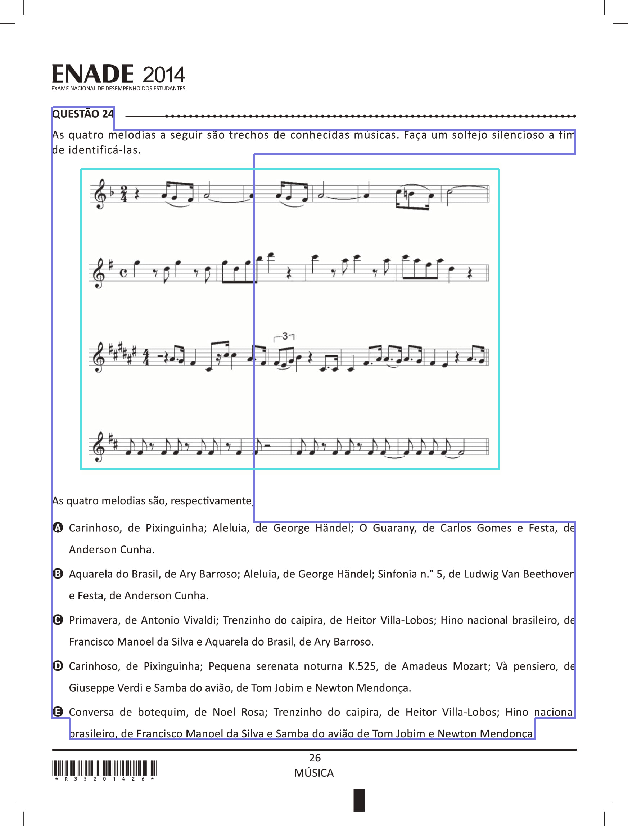 ENADE 2014
EXAME NACIONAL DE DESEMPENHO DOS ESTUDANTES
QUESTÃO 24
As quatro melodias a seguir são trechos de conhecidas músicas. Faça um solfejo silencioso a fim
de identificá-las.
3
As quatro melodias são, respectivamente,
A Carinhoso, de Pixinguinha; Aleluia, de George Händel; O Guarany, de Carlos Gomes e Festa, de
Anderson Cunha.
B Aquarela do Brasil, de Ary Barroso; Aleluia, de George Händel; Sinfonia n.° 5, de Ludwig Van Beethoven
e Festa, de Anderson Cunha.
C Primavera, de Antonio Vivaldi; Trenzinho do caipira, de Heitor Villa-Lobos; Hino nacional brasileiro, de
Francisco Manoel da Silva e Aquarela do Brasil, de Ary Barroso.
D Carinhoso, de Pixinguinha; Pequena serenata noturna K.525, de Amadeus Mozart; Và pensiero, de
Giuseppe Verdi e Samba do avião, de Tom Jobim e Newton Mendonça.
E Conversa de botequim, de Noel Rosa; Trenzinho do caipira, de Heitor Villa-Lobos; Hino nacional
brasileiro, de Francisco Manoel da Silva e Samba do avião de Tom Jobim e Newton Mendonça
26
MÚSICA